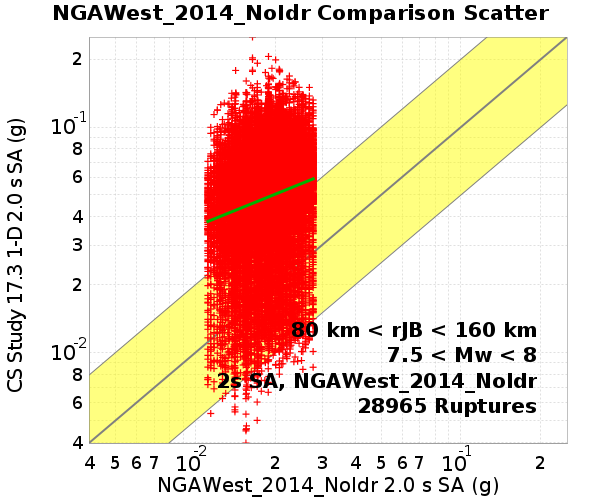 NGAWest_2014_NoIdr Comparison Scatter
CS Study 17.3 1-D 2.0 s SA (g)
2
10-1
8
6
4
3
2
10-2
8
6
4
80 km < rJB < 160 km
7.5 < Mw < 8
2s SA, NGAWest_2014_NoIdr
28965 Ruptures
4 5 6 7 10-2 2 3 4 5 6 7 10-1 2
NGAWest_2014_NoIdr 2.0 s SA (g)